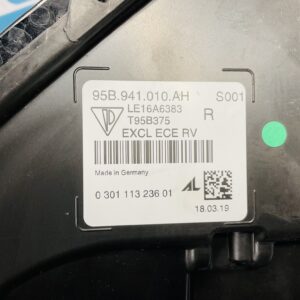 95B.941.010.AH S001
LE16A6383 R
T95B375
EXCL ECE RV
Made in Germany
0 301 113 236 01
AL
18.03.19